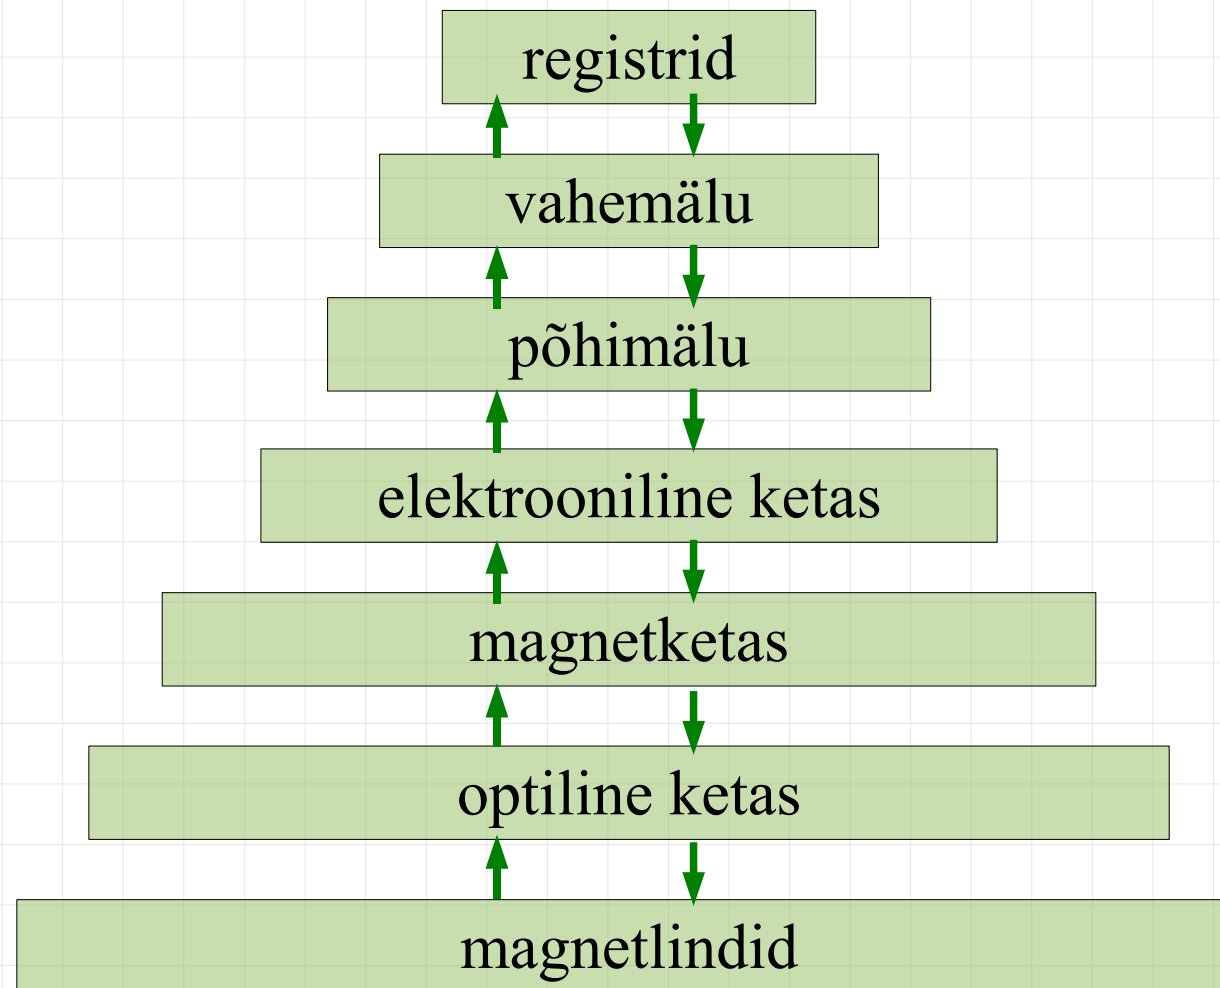 registrid
vahemälu
põhimälu
elektrooniline ketas
magnetketas
optiline ketas
magnetlindid